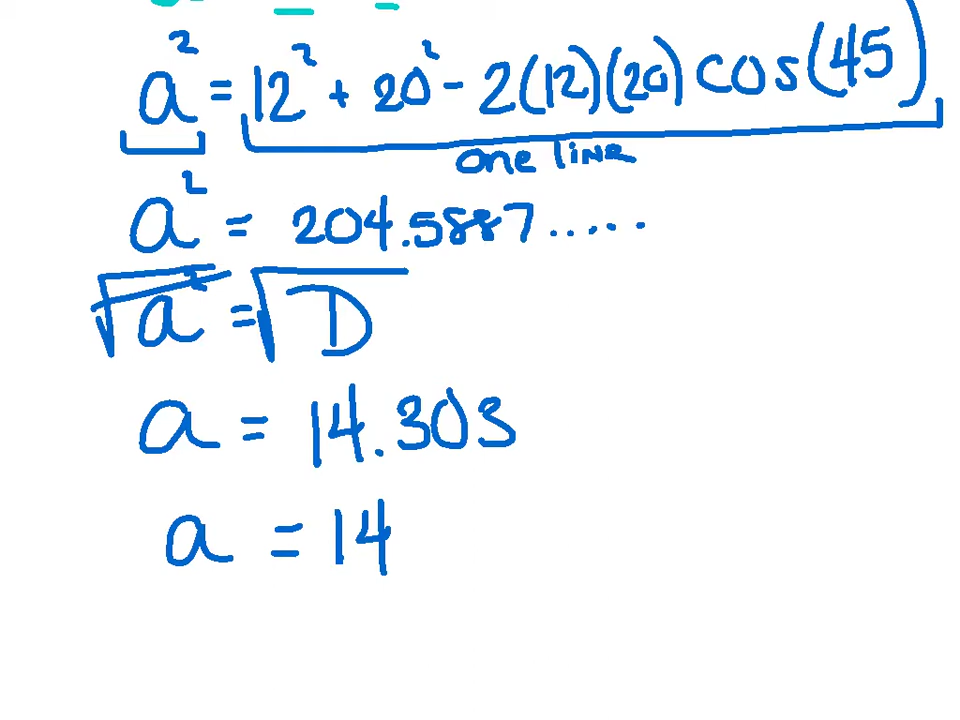 a² = 12² + 20² - 2(12)(20) cos(45)
one line
a² = 204.5887.....
√a² = √D
a = 14.303
a = 14